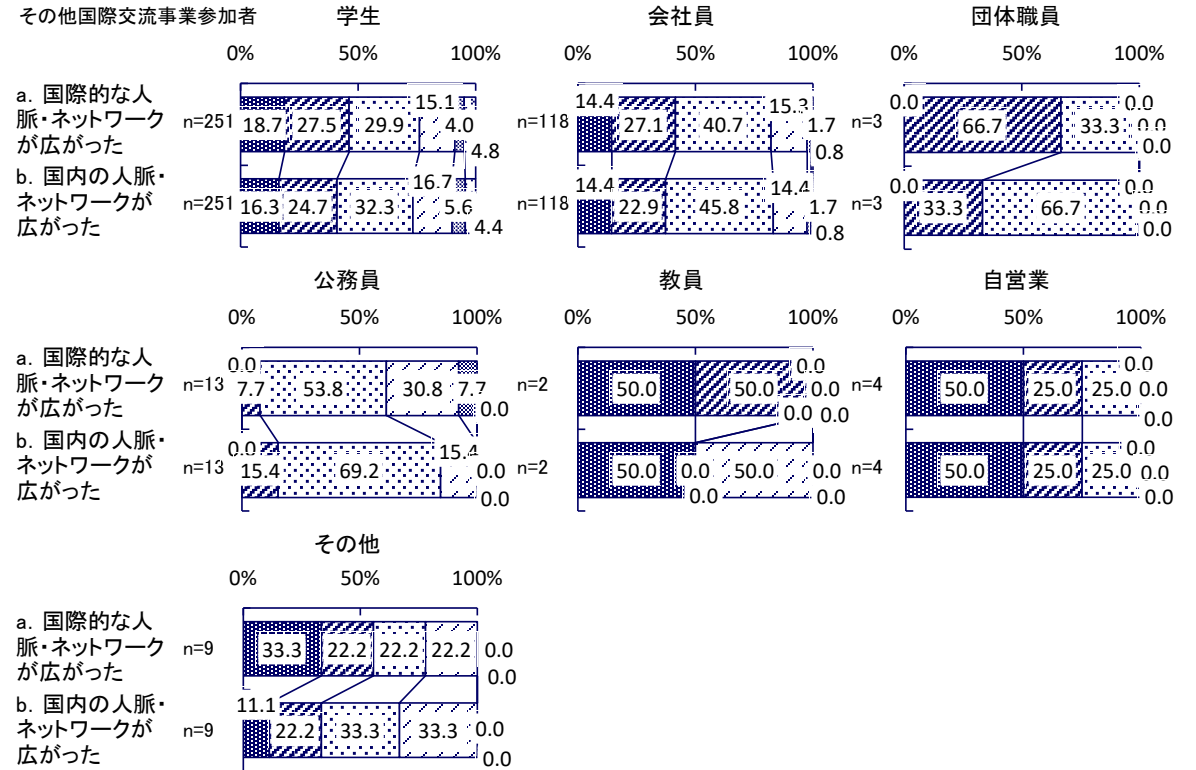 その他国際交流事業参加者
学生
会社員
団体職員
0% 50% 100%
0% 50% 100%
0% 50% 100%
a. 国際的な人
脈・ネットワーク
が広がった
n=251
18.7 27.5 29.9 15.1 4.0 4.8
n=118
14.4 27.1 40.7 15.3 1.7 0.8
n=3
0.0 66.7 33.3 0.0 0.0 0.0
b. 国内の人脈・
ネットワークが
広がった
n=251
16.3 24.7 32.3 16.7 5.6 4.4
n=118
14.4 22.9 45.8 14.4 1.7 0.8
n=3
0.0 33.3 66.7 0.0 0.0 0.0
公務員
教員
自営業
0% 50% 100%
0% 50% 100%
0% 50% 100%
a. 国際的な人
脈・ネットワーク
が広がった
n=13
0.0 7.7 53.8 30.8 7.7 0.0
n=2
50.0 50.0 0.0 0.0 0.0 0.0
n=4
50.0 25.0 25.0 0.0 0.0 0.0
b. 国内の人脈・
ネットワークが
広がった
n=13
0.0 15.4 69.2 15.4 0.0 0.0
n=2
50.0 0.0 0.0 50.0 0.0 0.0
n=4
50.0 25.0 25.0 0.0 0.0 0.0
その他
0% 50% 100%
a. 国際的な人
脈・ネットワーク
が広がった
n=9
33.3 22.2 22.2 22.2 0.0 0.0
b. 国内の人脈・
ネットワークが
広がった
n=9
11.1 22.2 33.3 33.3 0.0 0.0